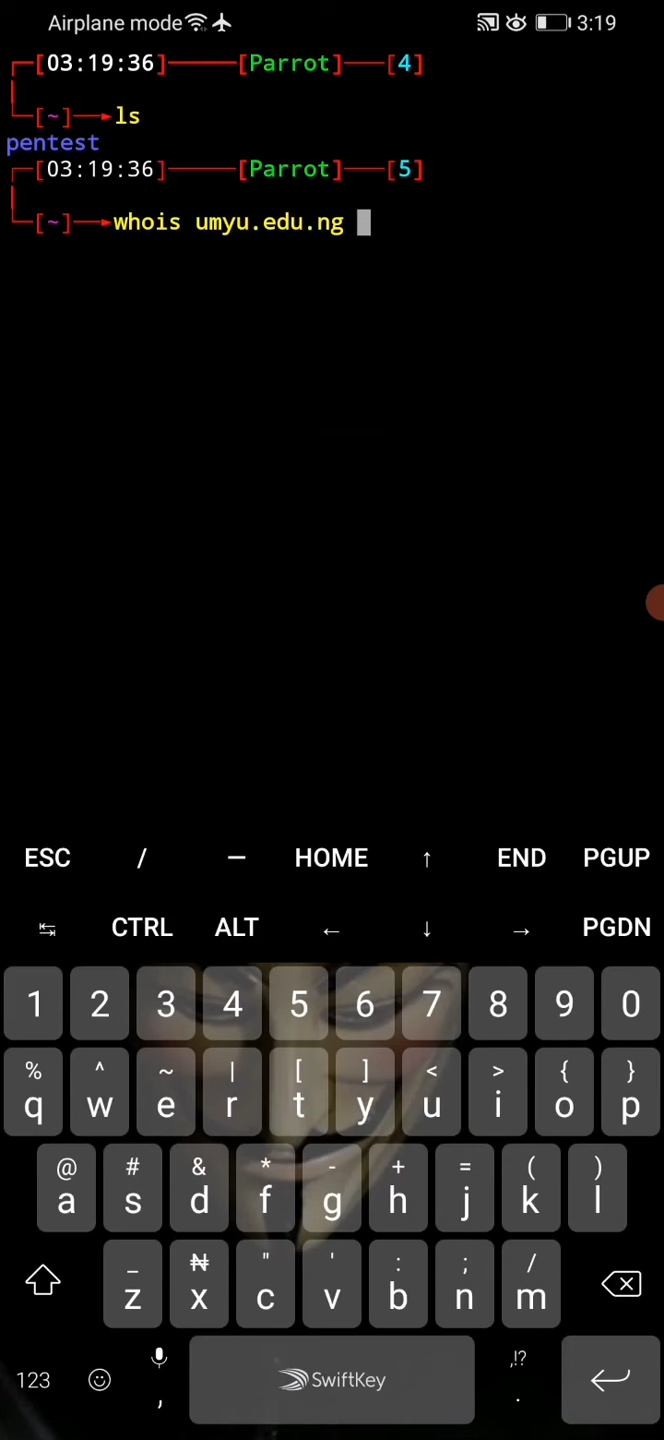 Airplane mode 3:19
[03:19:36] [Parrot] [4]
[~] ls
pentest
[03:19:36] [Parrot] [5]
[~] whois umyu.edu.ng
ESC / — HOME ↑ END PGUP
↹ CTRL ALT ← ↓ → PGDN
1 2 3 4 5 6 7 8 9 0
% ^ ~ | [ ] < > { }
q w e r t y u i o p
@ # & * - + = ( )
a s d f g h j k l
_ ₦ " ' : ; /
z x c v b n m
,!?
123 , SwiftKey .